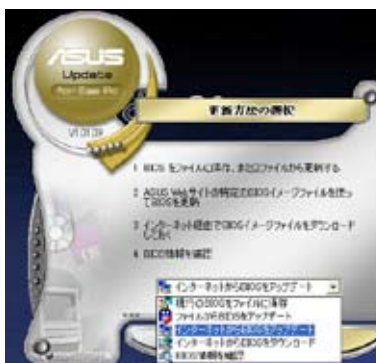 ASUS
Update
For Eee PC
更新方法の選択
1 BIOS をファイルに保存、またはファイルから更新する
2 ASUS Webサイトの特定のBIOSイメージファイルを使っ
てBIOSを更新
3 インターネット経由でBIOSイメージファイルをダウンロード
しておく
4 BIOSの情報を確認
インターネットからBIOSをアップデート
現行のBIOSをファイルに保存
ファイルからBIOSをアップデート
インターネットからBIOSをアップデート
インターネットからBIOSをダウンロード
BIOS情報を確認